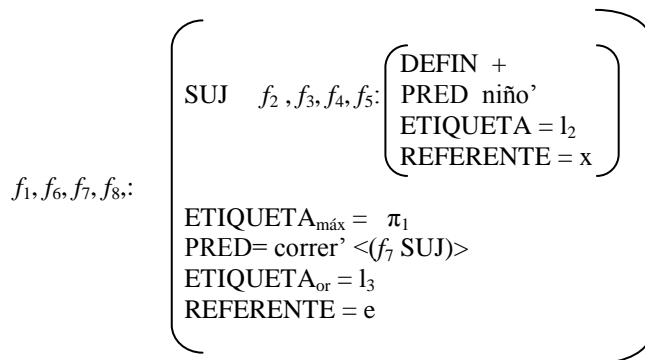 DEFIN +
SUJ f₂ ,f₃,f₄,f₅: PRED niño’
ETIQUETA = l₂
REFERENTE = x
f₁, f₆, f₇, f₈,:
ETIQUETAmáx = π₁
PRED= correr’ <(f₇ SUJ)>
ETIQUETAor = l₃
REFERENTE = e